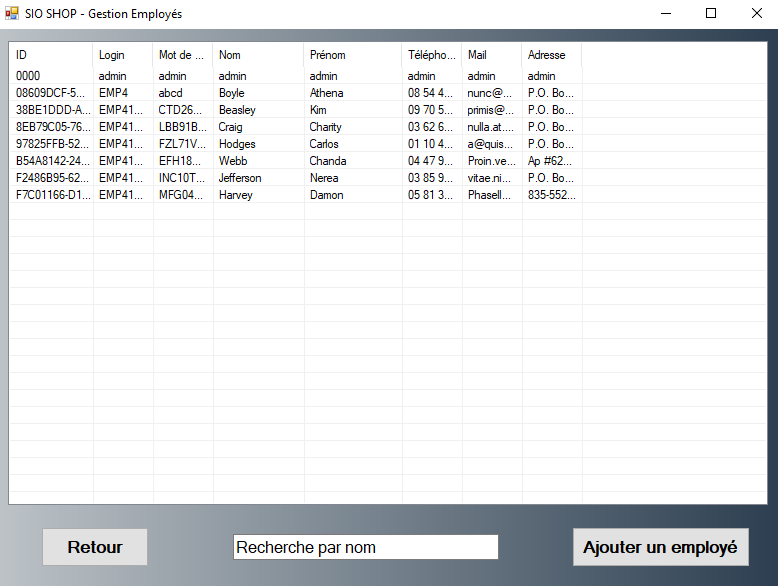 SIO SHOP - Gestion Employés
ID Login Mot de ... Nom Prénom Télépho... Mail Adresse
0000 admin admin admin admin admin admin admin
08609DCF-5... EMP4 abcd Boyle Athena 08 54 4... nunc@... P.O. Bo...
38BE1DDD-A... EMP41... CTD26... Beasley Kim 09 70 5... primis@... P.O. Bo...
8EB79C05-76... EMP41... LBB91B... Craig Charity 03 62 6... nulla.at.... P.O. Bo...
97825FFB-52... EMP41... FZL71V... Hodges Carlos 01 10 4... a@quis... P.O. Bo...
B54A8142-24... EMP41... EFH18... Webb Chanda 04 47 9... Proin.ve... Ap #62...
F2486B95-62... EMP41... INC10T... Jefferson Nerea 03 85 9... vitae.ni... P.O. Bo...
F7C01166-D1... EMP41... MFG04... Harvey Damon 05 81 3... Phasell... 835-552...
Retour Recherche par nom Ajouter un employé